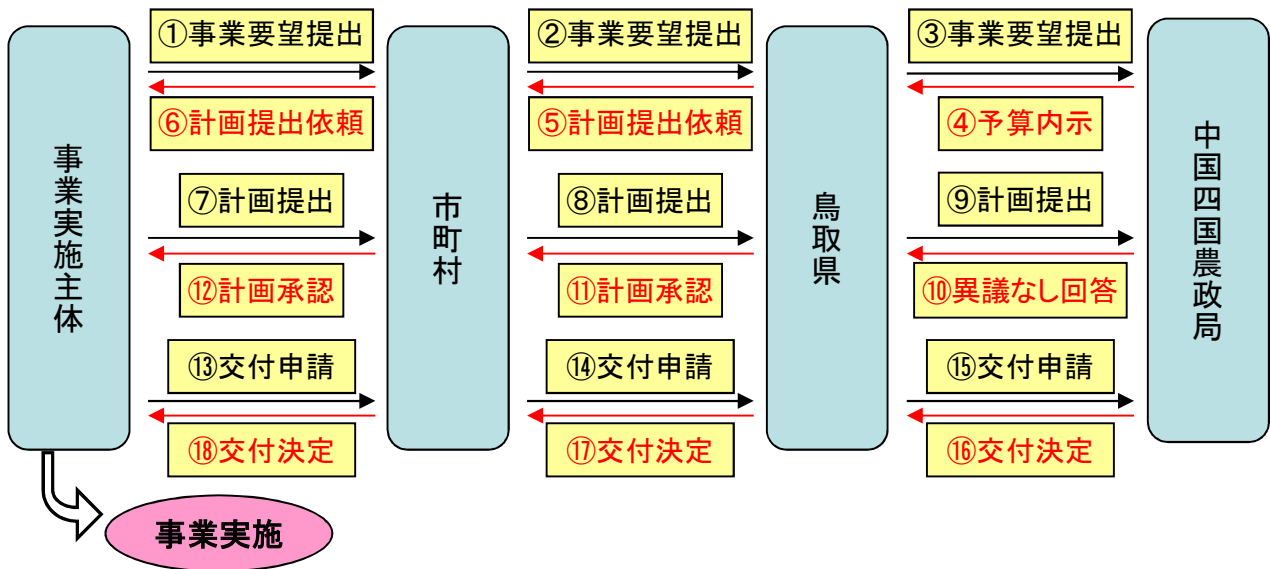 ①事業要望提出
②事業要望提出
③事業要望提出
⑥計画提出依頼
⑤計画提出依頼
④予算内示
事業実施主体
市町村
鳥取県
中国四国農政局
⑦計画提出
⑧計画提出
⑨計画提出
⑫計画承認
⑪計画承認
⑩異議なし回答
⑬交付申請
⑭交付申請
⑮交付申請
⑱交付決定
⑰交付決定
⑯交付決定
事業実施